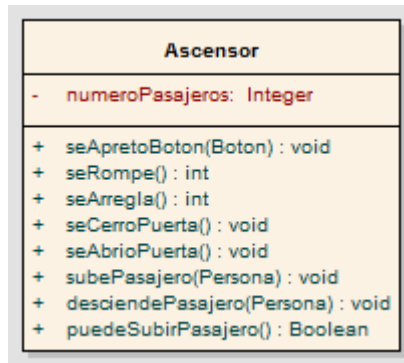 Ascensor
- numeroPasajeros: Integer
+ seApretoBoton(Boton) : void
+ seRompe() : int
+ seArregla() : int
+ seCerroPuerta() : void
+ seAbrioPuerta() : void
+ subePasajero(Persona) : void
+ desciendePasajero(Persona) : void
+ puedeSubirPasajero() : Boolean